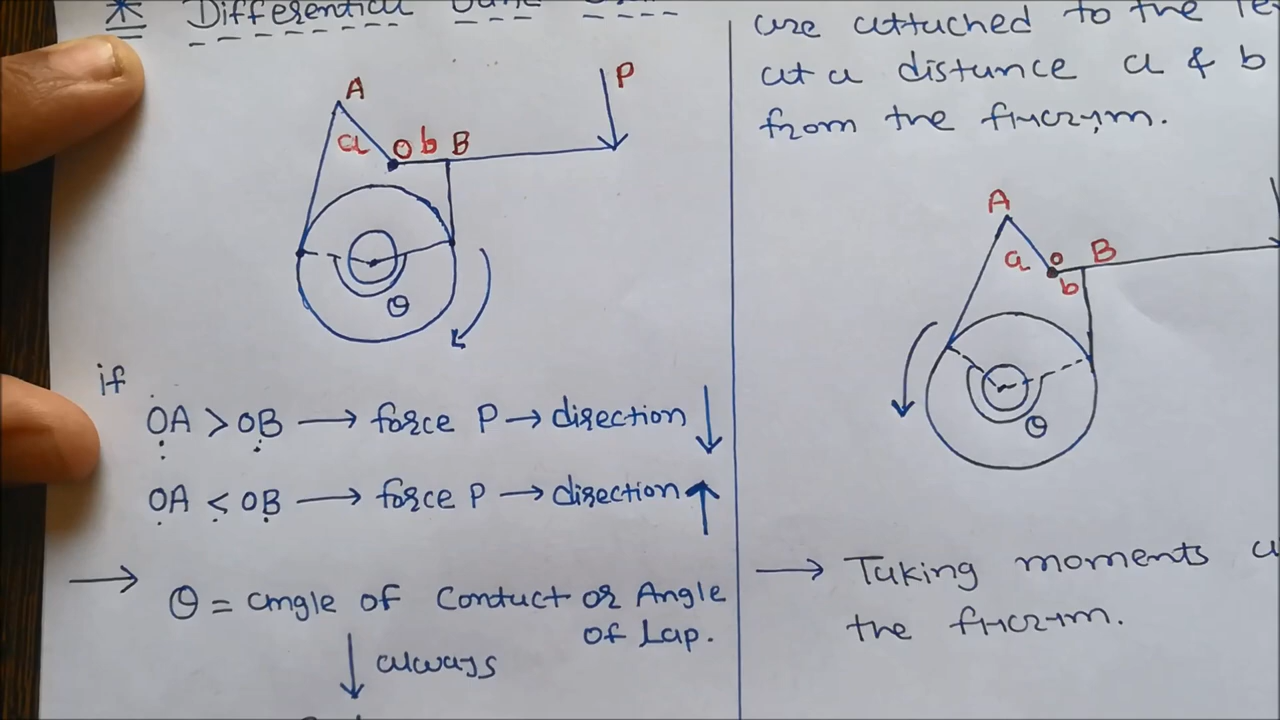 * Differential
A
P
a
O b B
θ
if
OA > OB → force P → direction ↓
OA < OB → force P → direction ↑
→ θ = angle of Contact or Angle
of Lap.
↓ always
are attached to the
at a distance a & b
from the fulcrum.
A
a O B
b
θ
→ Taking moments
the fulcrum.